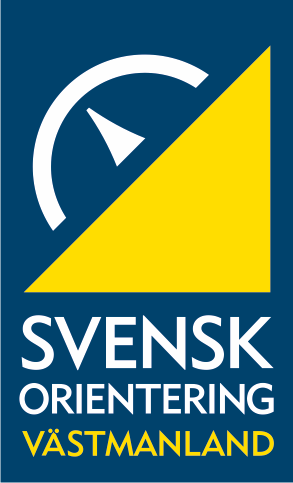 SVENSK
ORIENTERING
VÄSTMANLAND